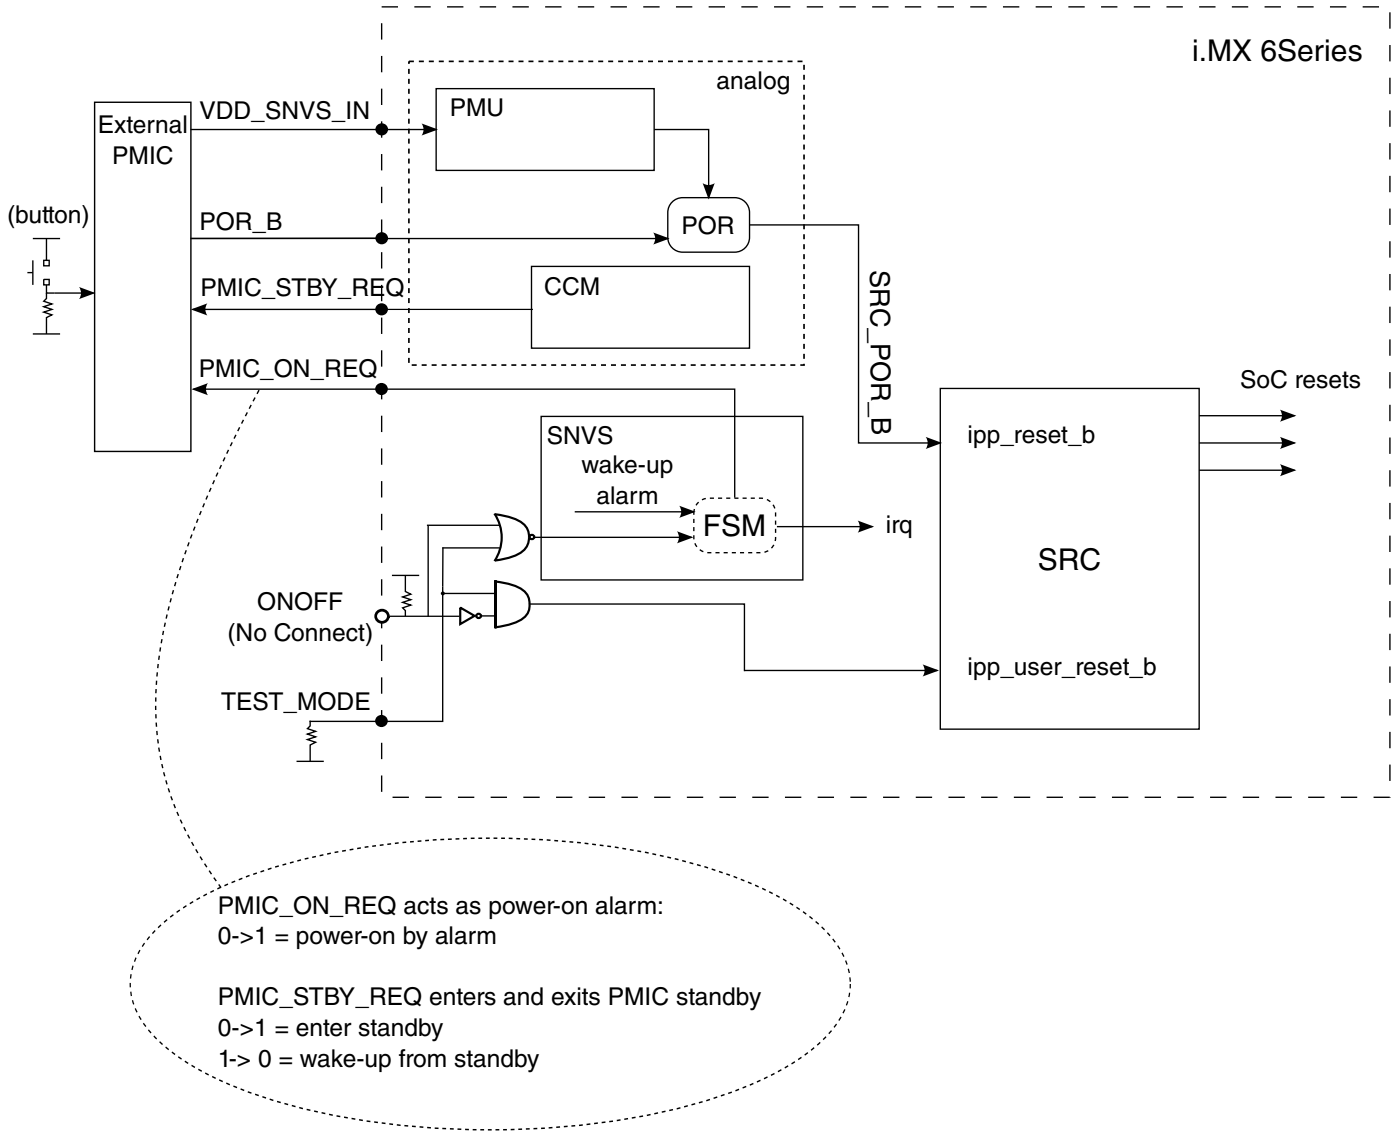 i.MX 6Series
analog
VDD_SNVS_IN
PMU
External
PMIC
(button)
POR_B
POR
PMIC_STBY_REQ
CCM
SRC_POR_B
PMIC_ON_REQ
SoC resets
SNVS
wake-up
alarm
ipp_reset_b
FSM
irq
SRC
ONOFF
(No Connect)
ipp_user_reset_b
TEST_MODE
PMIC_ON_REQ acts as power-on alarm:
0->1 = power-on by alarm
PMIC_STBY_REQ enters and exits PMIC standby
0->1 = enter standby
1-> 0 = wake-up from standby